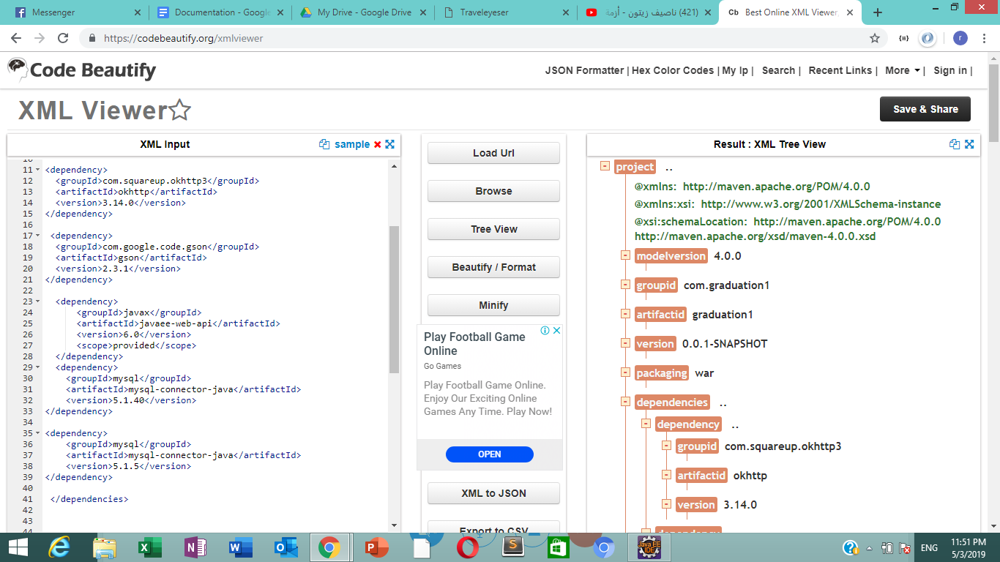 Messenger
Documentation - Google
My Drive - Google Drive
Traveleyeser
(421) ناصيف زيتون - أزمة
Cb Best Online XML Viewer
https://codebeautify.org/xmlviewer
r
Code Beautify
JSON Formatter | Hex Color Codes | My Ip | Search | Recent Links | More | Sign in |
XML Viewer
Save & Share
XML Input
sample
11 <dependency>
12 <groupId>com.squareup.okhttp3</groupId>
13 <artifactId>okhttp</artifactId>
14 <version>3.14.0</version>
15 </dependency>
16
17 <dependency>
18 <groupId>com.google.code.gson</groupId>
19 <artifactId>gson</artifactId>
20 <version>2.3.1</version>
21 </dependency>
22
23 <dependency>
24 <groupId>javax</groupId>
25 <artifactId>javaee-web-api</artifactId>
26 <version>6.0</version>
27 <scope>provided</scope>
28 </dependency>
29 <dependency>
30 <groupId>mysql</groupId>
31 <artifactId>mysql-connector-java</artifactId>
32 <version>5.1.40</version>
33 </dependency>
34
35 <dependency>
36 <groupId>mysql</groupId>
37 <artifactId>mysql-connector-java</artifactId>
38 <version>5.1.5</version>
39 </dependency>
40
41 </dependencies>
42
43
44
Load Url
Browse
Tree View
Beautify / Format
Minify
Play Football Game
Online
Go Games
Play Football Game Online.
Enjoy Our Exciting Online
Games Any Time. Play Now!
OPEN
XML to JSON
Export to CSV
Result : XML Tree View
project ..
@xmlns: http://maven.apache.org/POM/4.0.0
@xmlns:xsi: http://www.w3.org/2001/XMLSchema-instance
@xsi:schemaLocation: http://maven.apache.org/POM/4.0.0
http://maven.apache.org/xsd/maven-4.0.0.xsd
modelversion 4.0.0
groupid com.graduation1
artifactid graduation1
version 0.0.1-SNAPSHOT
packaging war
dependencies ..
dependency ..
groupid com.squareup.okhttp3
artifactid okhttp
version 3.14.0
dependency
Java EE
IDE
ENG
11:51 PM
5/3/2019